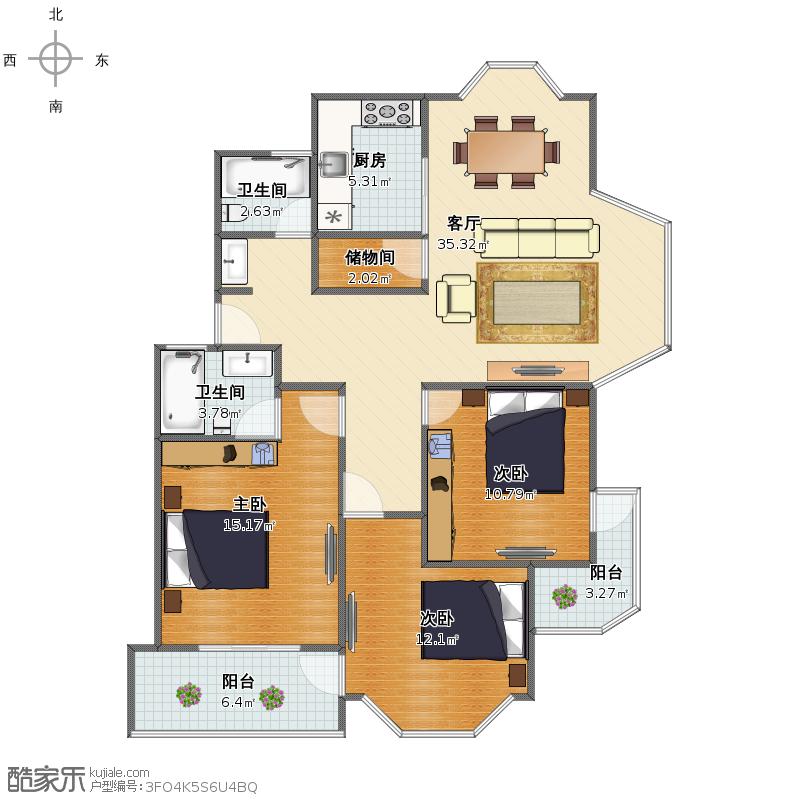 北
西
东
南
厨房
5.31㎡
卫生间
2.63㎡
客厅
35.32㎡
储物间
2.02㎡
卫生间
3.78㎡
次卧
10.79㎡
主卧
15.17㎡
阳台
3.27㎡
次卧
12.1㎡
阳台
6.4㎡
酷家乐 kujiale.com
户型编号:3FO4K5S6U4BQ